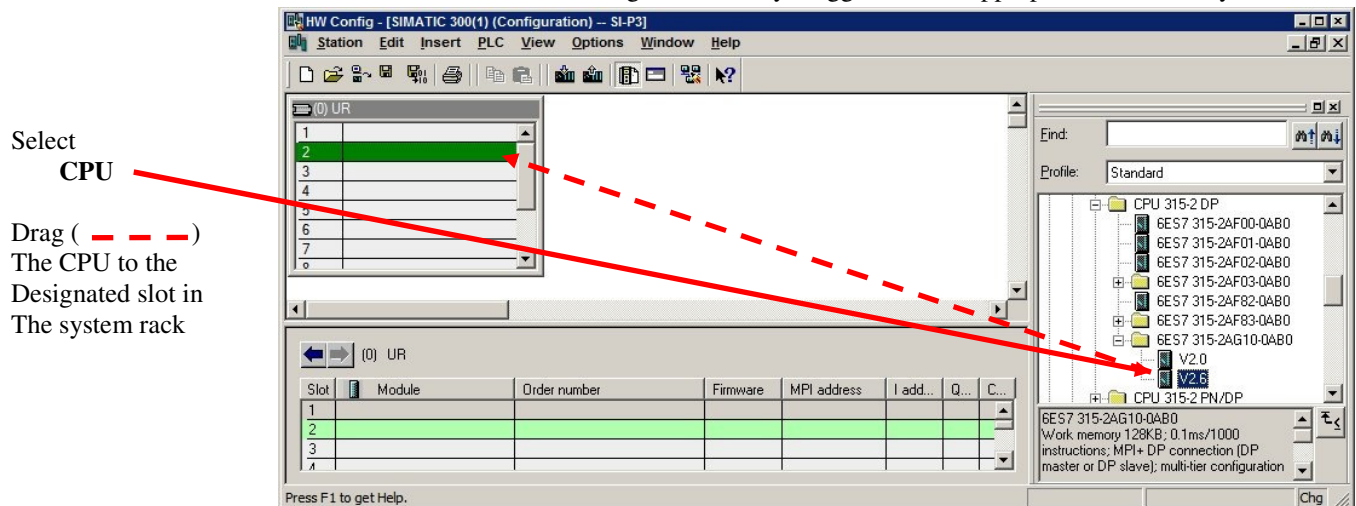 HW Config - [SIMATIC 300(1) (Configuration) -- SI-P3]
Station Edit Insert PLC View Options Window Help
(0) UR
1
2
3
4
5
6
7
Select
CPU
Drag ( )
The CPU to the
Designated slot in
The system rack
Find:
Profile: Standard
CPU 315-2 DP
6ES7 315-2AF00-0AB0
6ES7 315-2AF01-0AB0
6ES7 315-2AF02-0AB0
6ES7 315-2AF03-0AB0
6ES7 315-2AF82-0AB0
6ES7 315-2AF83-0AB0
6ES7 315-2AG10-0AB0
V2.0
V2.6
CPU 315-2 PN/DP
6ES7 315-2AG10-0AB0
Work memory 128KB; 0.1ms/1000
instructions; MPI+ DP connection (DP
master or DP slave); multi-tier configuration
(0) UR
Slot Module Order number Firmware MPI address I add... Q... C...
1
2
3
4
Press F1 to get Help.
Chg